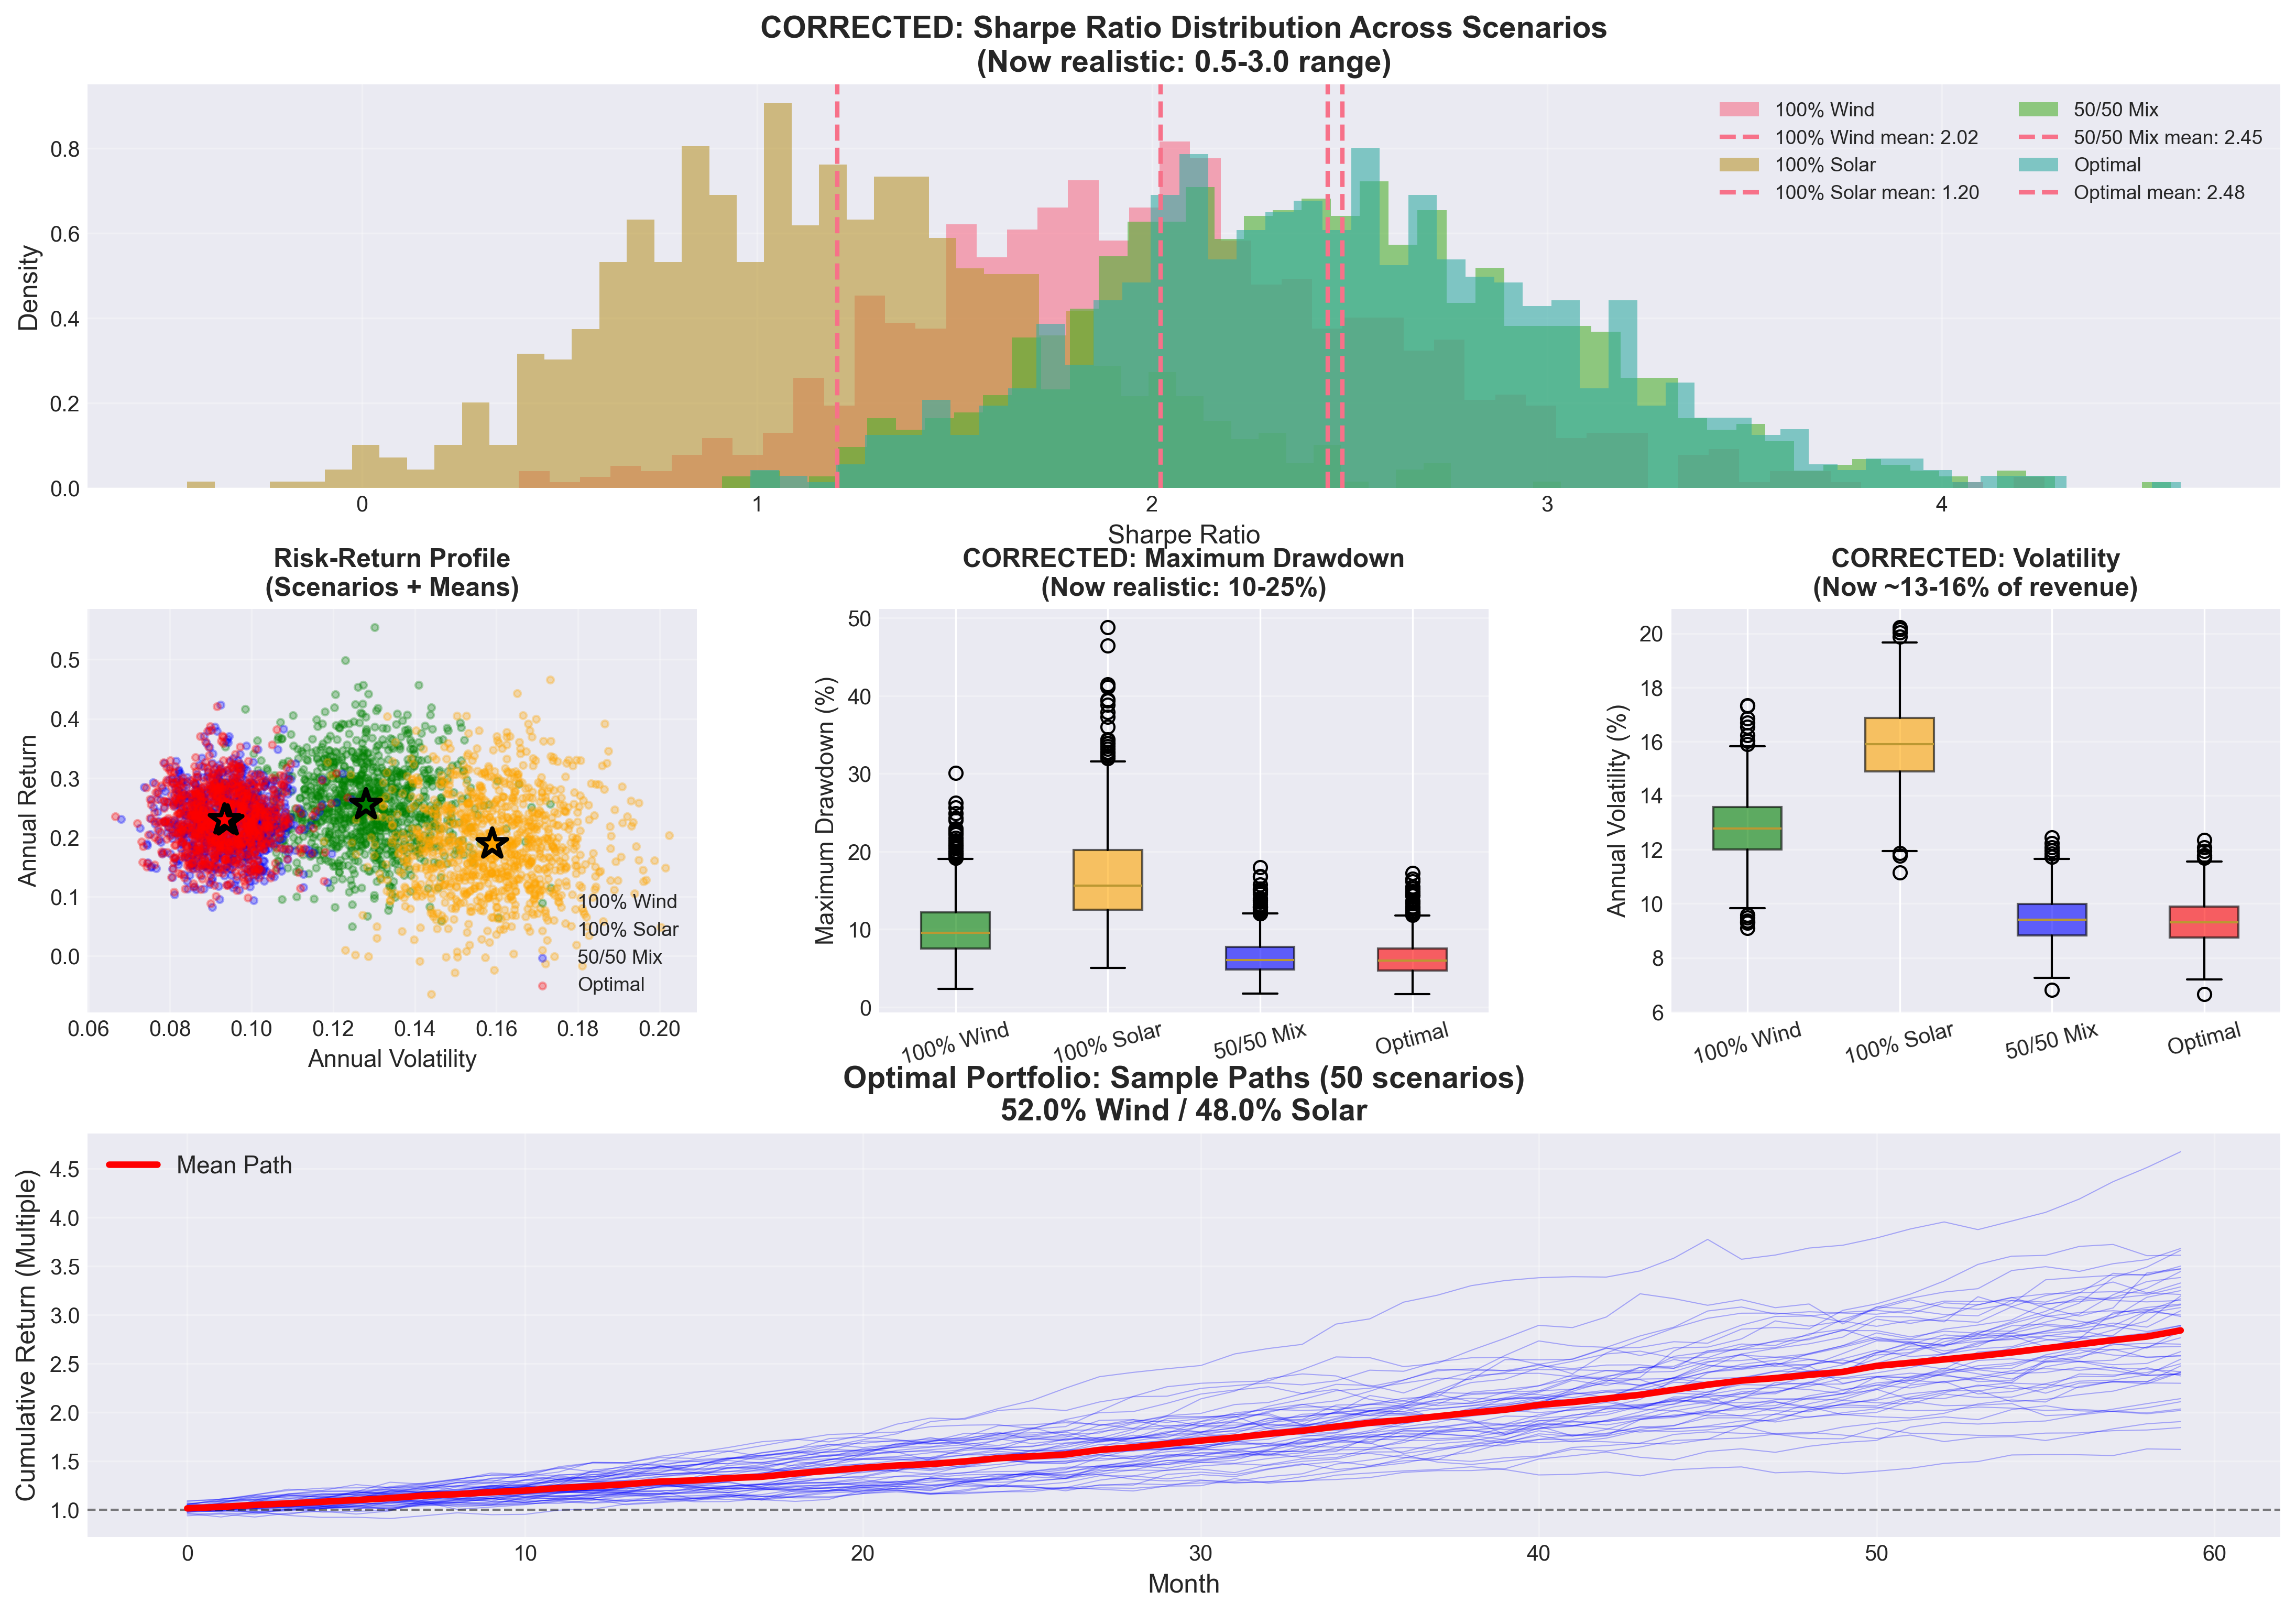 CORRECTED: Sharpe Ratio Distribution Across Scenarios
(Now realistic: 0.5-3.0 range)
Density
0.8
0.6
0.4
0.2
0.0
0 1 2 3 4
Sharpe Ratio
100% Wind
100% Wind mean: 2.02
100% Solar
100% Solar mean: 1.20
50/50 Mix
50/50 Mix mean: 2.45
Optimal
Optimal mean: 2.48
Risk-Return Profile
(Scenarios + Means)
Annual Return
0.5
0.4
0.3
0.2
0.1
0.0
0.06 0.08 0.10 0.12 0.14 0.16 0.18 0.20
Annual Volatility
100% Wind
100% Solar
50/50 Mix
Optimal
CORRECTED: Maximum Drawdown
(Now realistic: 10-25%)
Maximum Drawdown (%)
50
40
30
20
10
0
100% Wind 100% Solar 50/50 Mix Optimal
CORRECTED: Volatility
(Now ~13-16% of revenue)
Annual Volatility (%)
20
18
16
14
12
10
8
6
100% Wind 100% Solar 50/50 Mix Optimal
Optimal Portfolio: Sample Paths (50 scenarios)
52.0% Wind / 48.0% Solar
Cumulative Return (Multiple)
4.5
4.0
3.5
3.0
2.5
2.0
1.5
1.0
Mean Path
0 10 20 30 40 50 60
Month